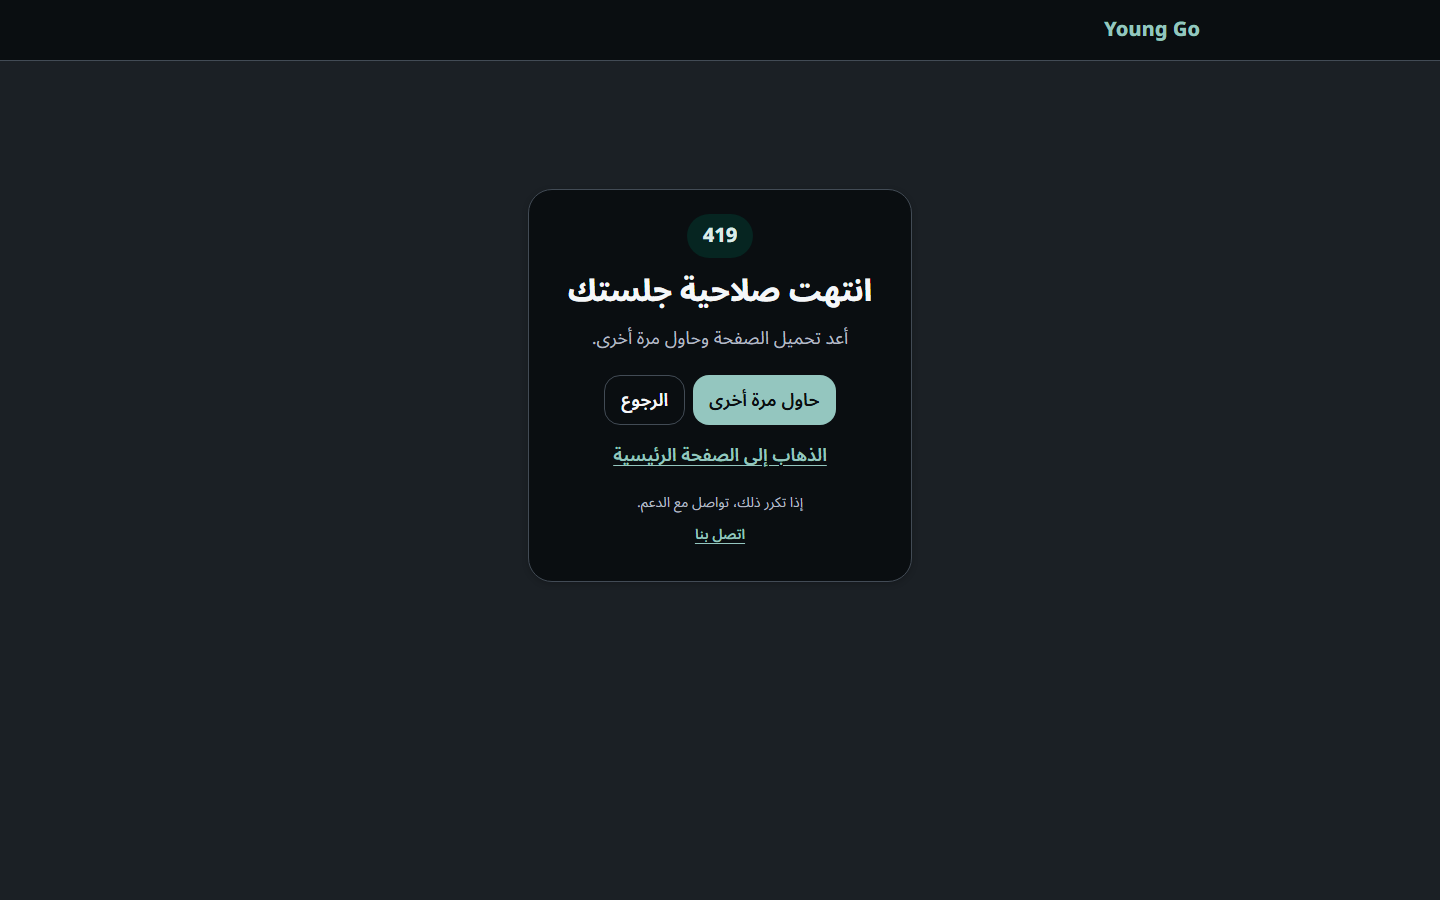 Young Go
419
انتهت صلاحية جلستك
أعد تحميل الصفحة وحاول مرة أخرى.
حاول مرة أخرى
الرجوع
الذهاب إلى الصفحة الرئيسية
إذا تكرر ذلك، تواصل مع الدعم.
اتصل بنا